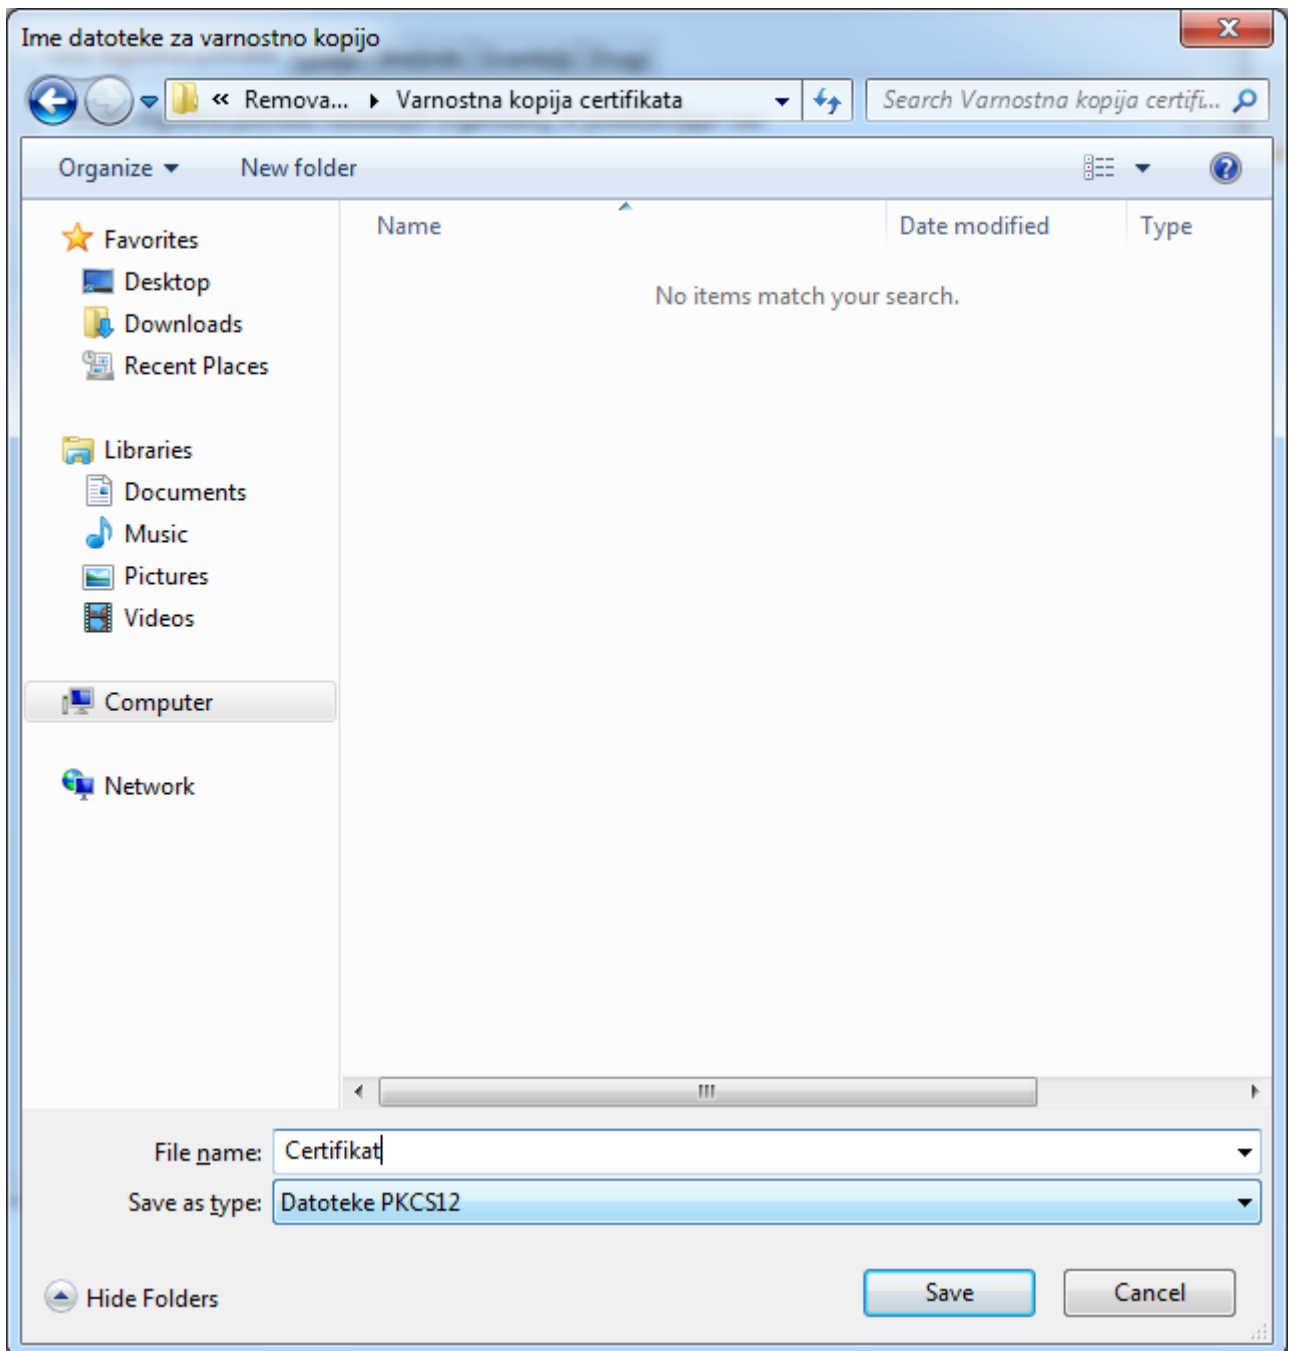 Ime datoteke za varnostno kopijo
« Remova... Varnostna kopija certifikata
Search Varnostna kopija certifi...
Organize
New folder
Name
Date modified
Type
Favorites
Desktop
Downloads
Recent Places
Libraries
Documents
Music
Pictures
Videos
Computer
Network
No items match your search.
File name: Certifikat
Save as type: Datoteke PKCS12
Hide Folders
Save
Cancel